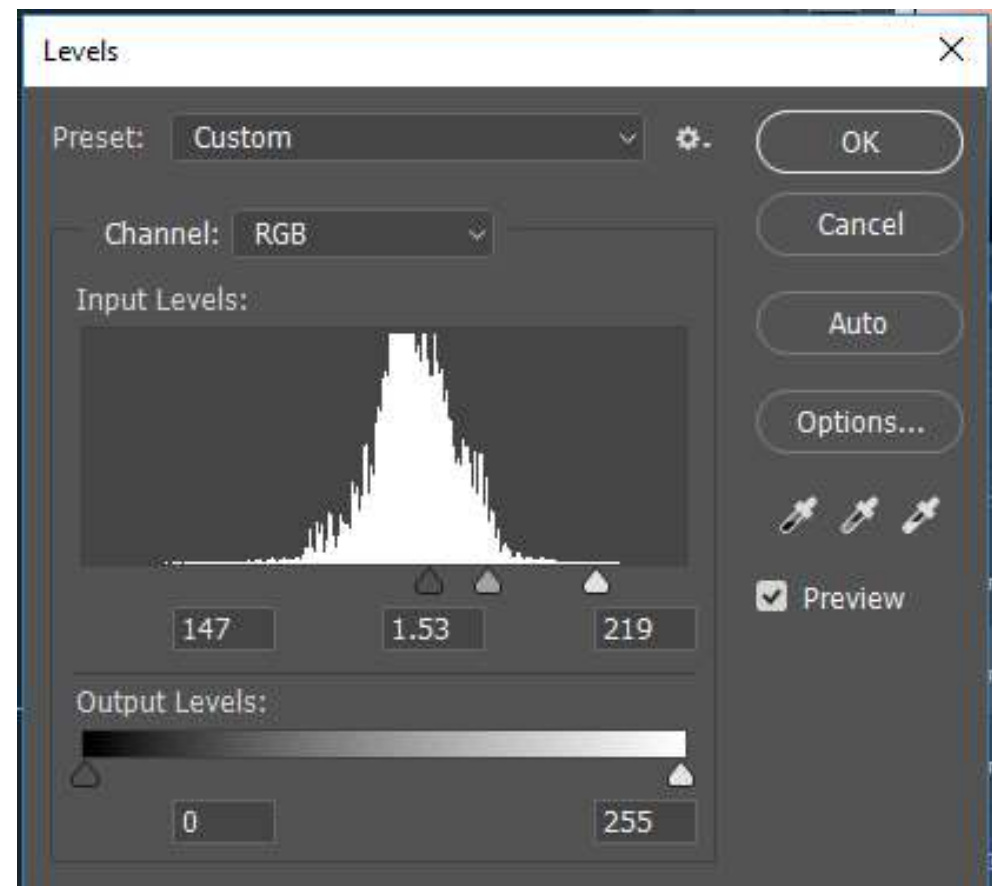 Levels
Preset: Custom
OK
Channel: RGB
Cancel
Input Levels:
Auto
Options...
Preview
147 1.53 219
Output Levels:
0 255